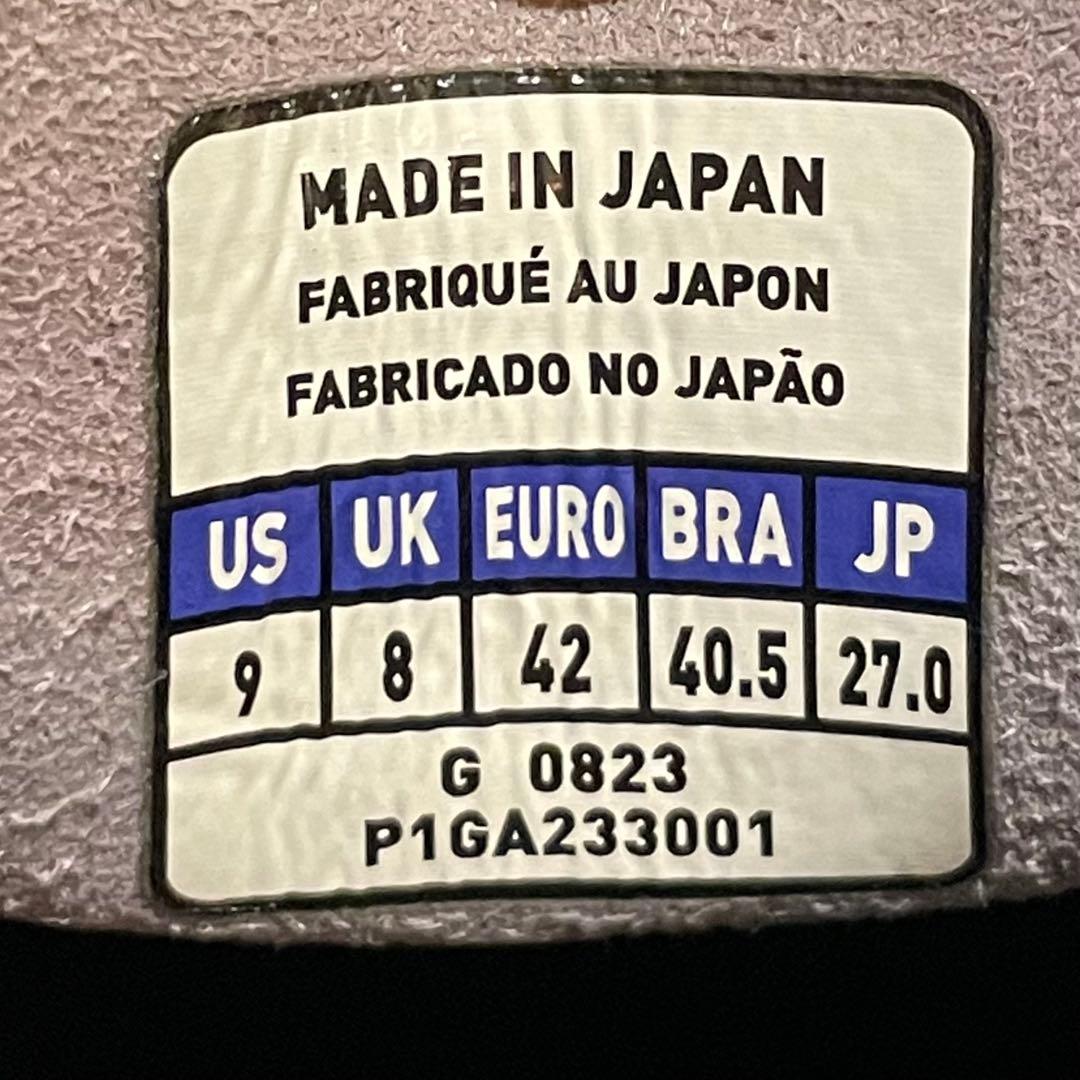 MADE IN JAPAN
FABRIQUÉ AU JAPON
FABRICADO NO JAPÃO
US UK EURO BRA JP
9 8 42 40.5 27.0
G 0823
P1GA233001